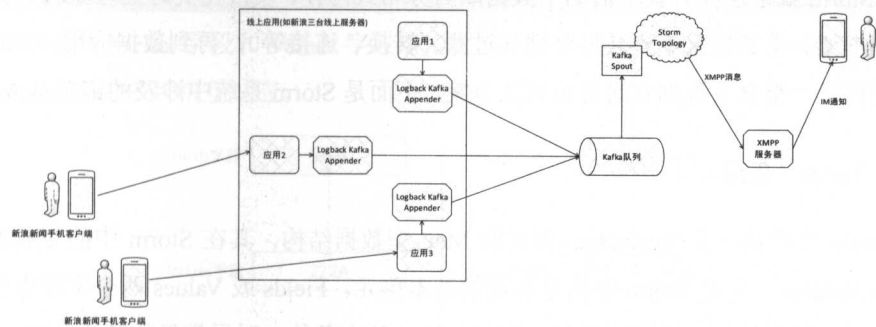 线上应用(如新浪三台线上服务器)
应用1
Logback Kafka
Appender
应用2
Logback Kafka
Appender
Logback Kafka
Appender
应用3
新浪新闻手机客户端
新浪新闻手机客户端
Kafka队列
Kafka
Spout
Storm
Topology
XMPP消息
XMPP
服务器
IM通知